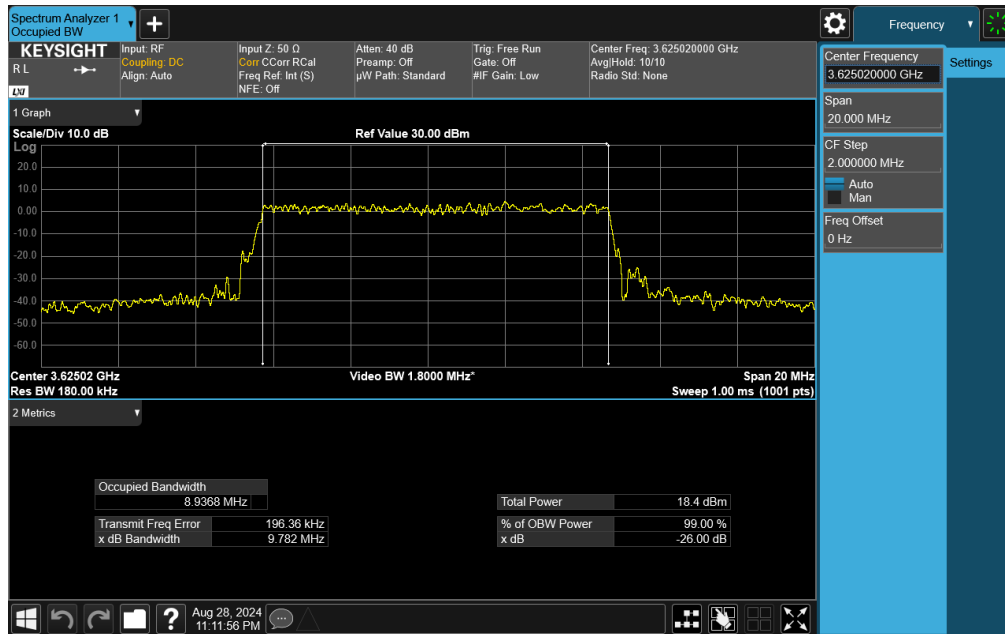 Spectrum Analyzer 1
Occupied BW
Frequency
KEYSIGHT
R L
LXI
Input: RF
Coupling: DC
Align: Auto
Input Z: 50 Ω
Corr CCorr RCal
Freq Ref: Int (S)
NFE: Off
Atten: 40 dB
Preamp: Off
µW Path: Standard
Trig: Free Run
Gate: Off
#IF Gain: Low
Center Freq: 3.625020000 GHz
Avg|Hold: 10/10
Radio Std: None
Center Frequency
3.625020000 GHz
Settings
Span
20.000 MHz
CF Step
2.000000 MHz
Auto
Man
Freq Offset
0 Hz
1 Graph
Scale/Div 10.0 dB
Ref Value 30.00 dBm
Log
20.0
10.0
0.00
-10.0
-20.0
-30.0
-40.0
-50.0
-60.0
Center 3.62502 GHz
Video BW 1.8000 MHz*
Span 20 MHz
Res BW 180.00 kHz
Sweep 1.00 ms (1001 pts)
2 Metrics
Occupied Bandwidth
8.9368 MHz
Transmit Freq Error 196.36 kHz
x dB Bandwidth 9.782 MHz
Total Power 18.4 dBm
% of OBW Power 99.00 %
x dB -26.00 dB
Aug 28, 2024
11:11:56 PM